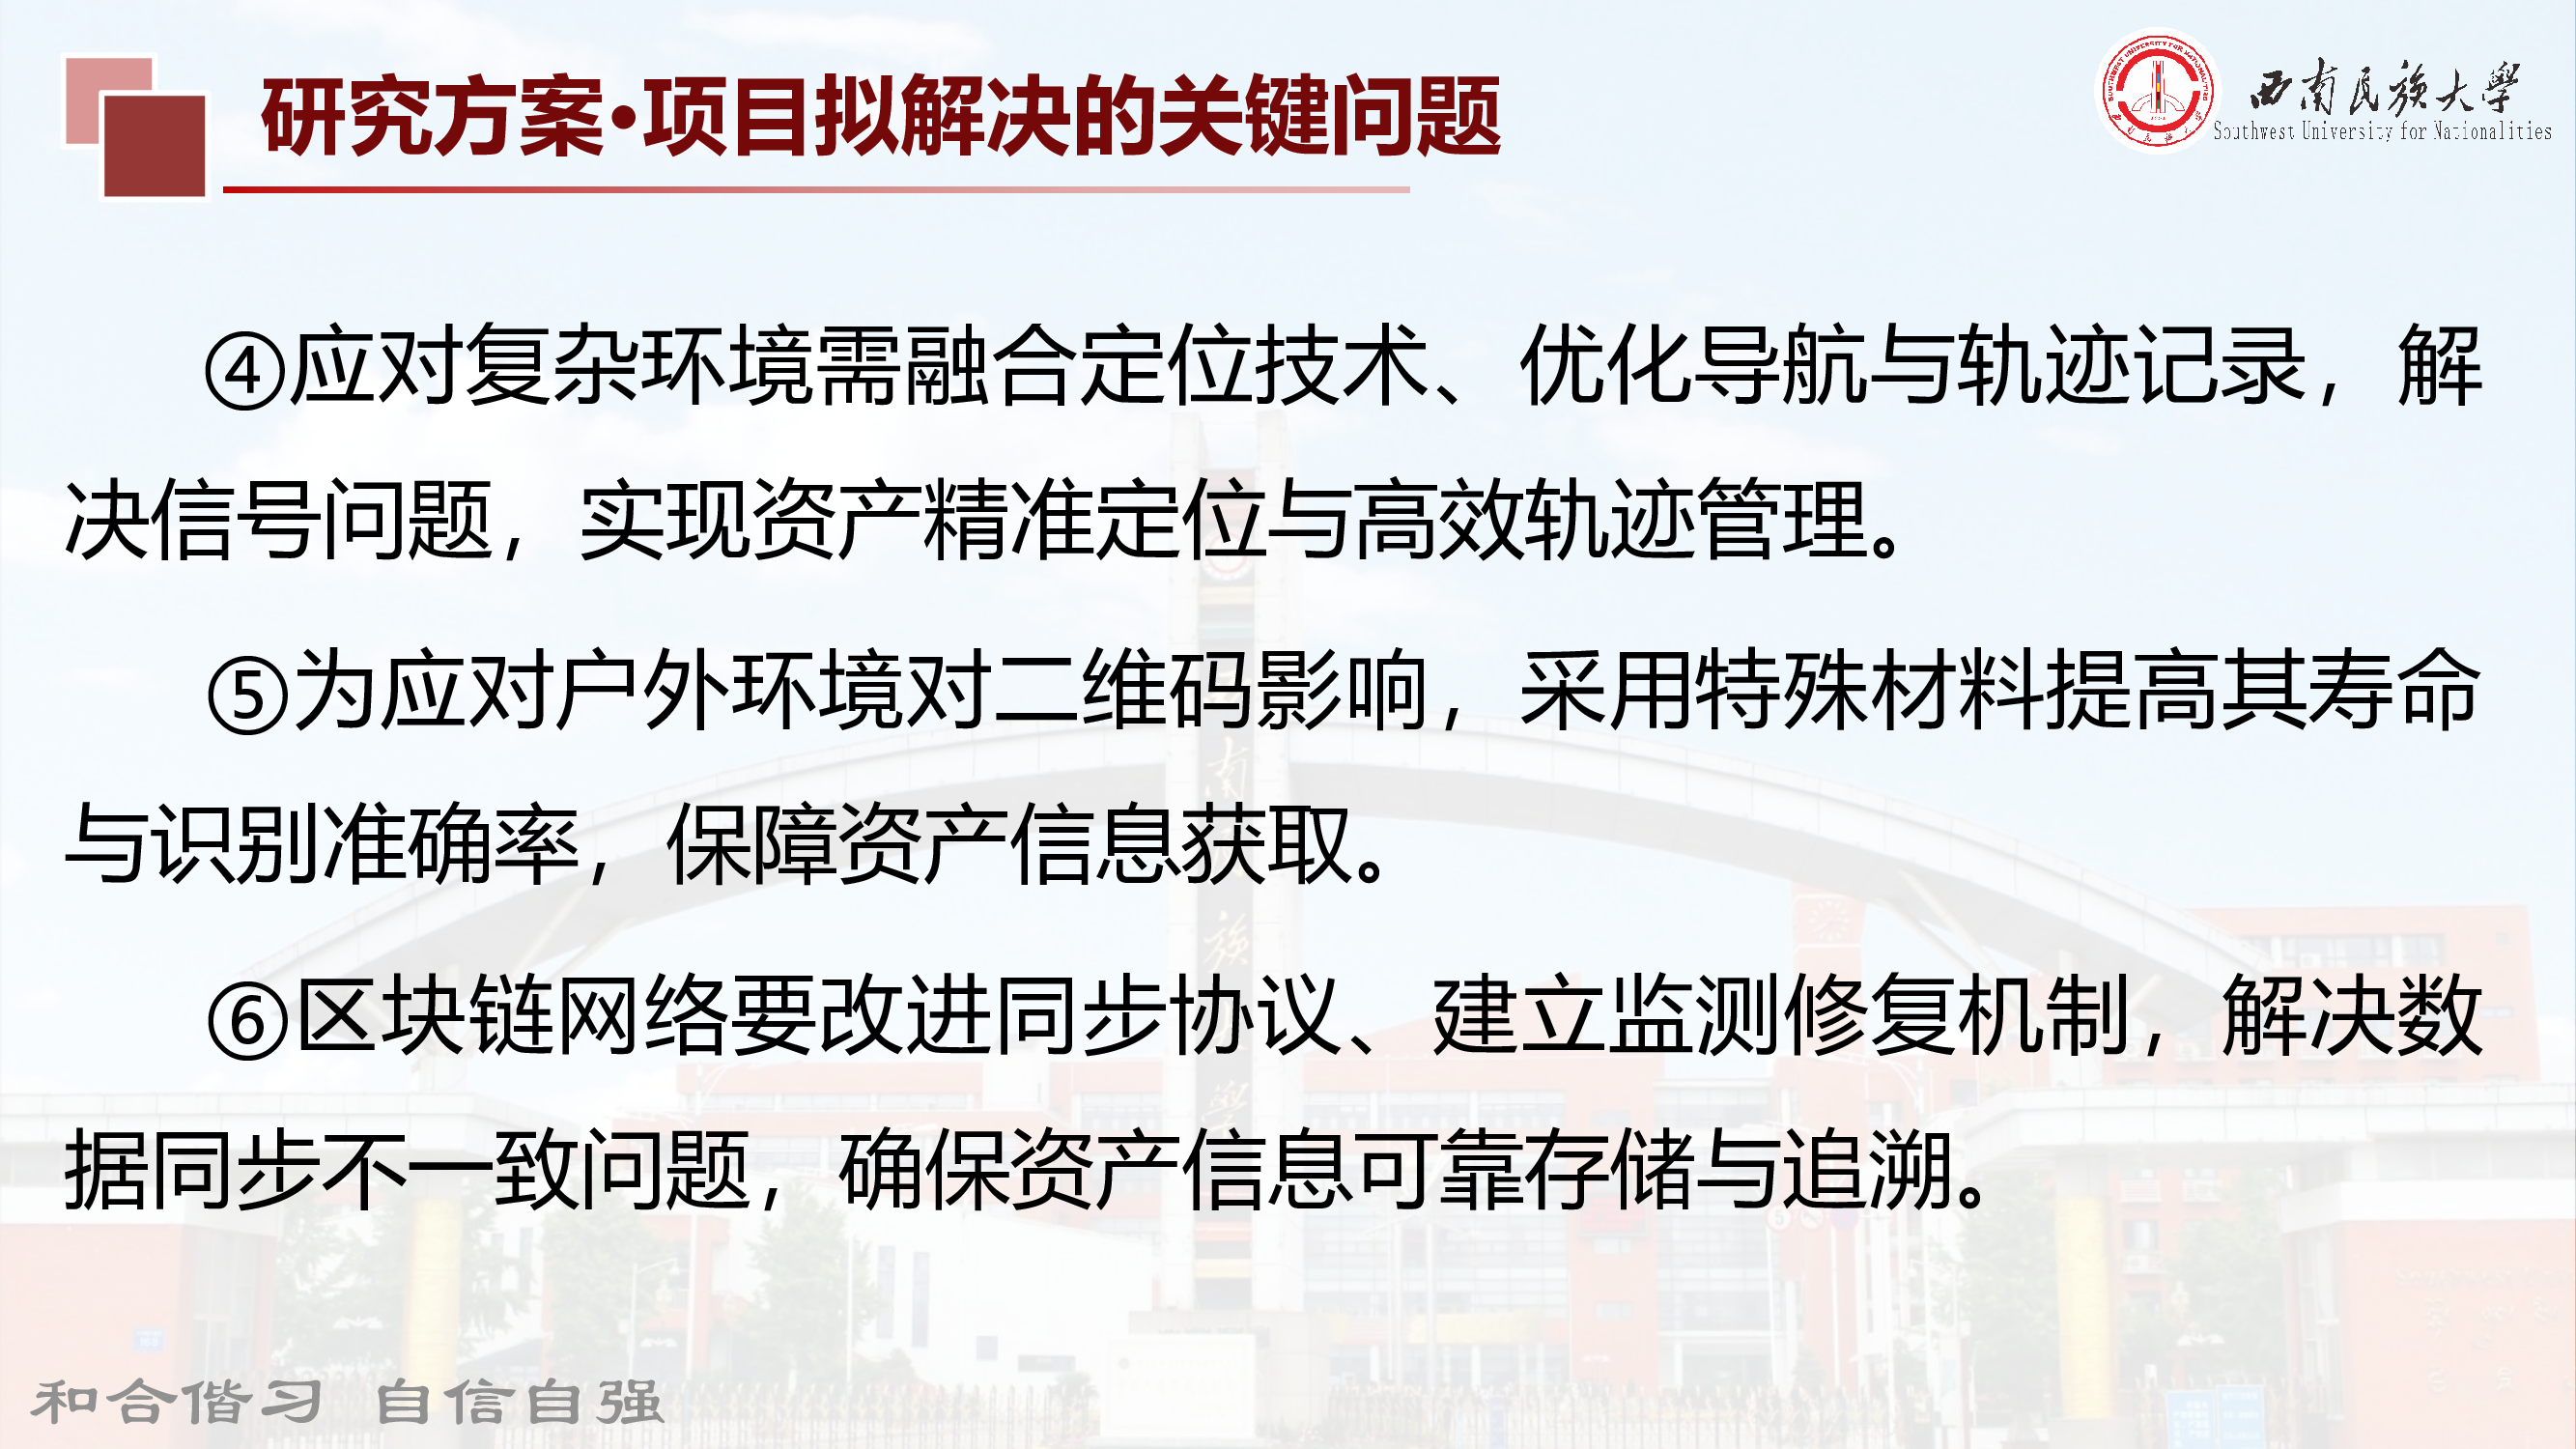 研究方案·项目拟解决的关键问题
西南民族大学
Southwest University for Nationalities
④应对复杂环境需融合定位技术、优化导航与轨迹记录，解
决信号问题，实现资产精准定位与高效轨迹管理。
⑤为应对户外环境对二维码影响，采用特殊材料提高其寿命
与识别准确率，保障资产信息获取。
⑥区块链网络要改进同步协议、建立监测修复机制，解决数
据同步不一致问题，确保资产信息可靠存储与追溯。
和合偕习 自信自强